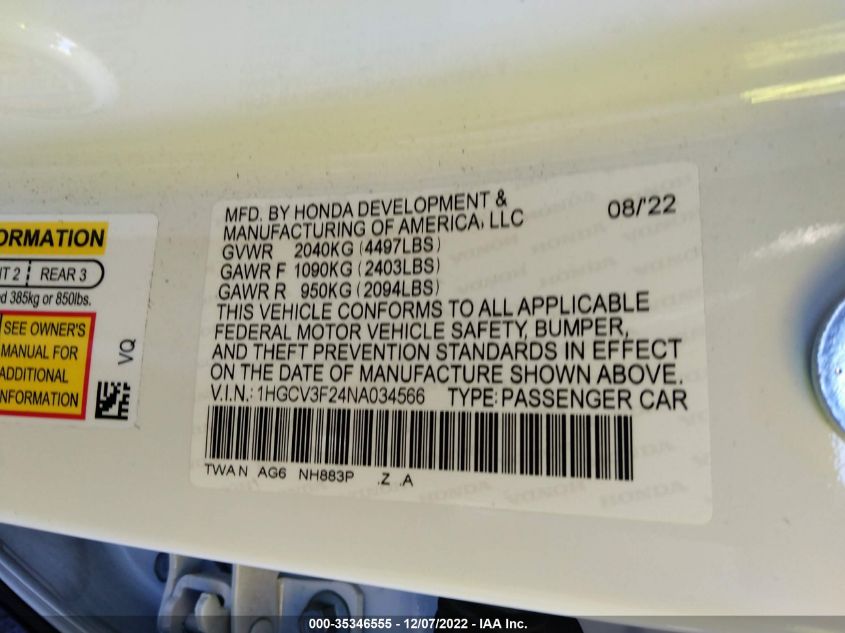 ORMATION
T 2 REAR 3
d 385kg or 850lbs.
SEE OWNER'S
MANUAL FOR
ADDITIONAL
NFORMATION
VQ
MFD. BY HONDA DEVELOPMENT &
MANUFACTURING OF AMERICA, LLC
08/'22
GVWR 2040KG (4497LBS)
GAWR F 1090KG (2403LBS)
GAWR R 950KG (2094LBS)
THIS VEHICLE CONFORMS TO ALL APPLICABLE
FEDERAL MOTOR VEHICLE SAFETY, BUMPER,
AND THEFT PREVENTION STANDARDS IN EFFECT
ON THE DATE OF MANUFACTURE SHOWN ABOVE.
V.I.N.: 1HGCV3F24NA034566 TYPE: PASSENGER CAR
TWA N AG6 NH883P .Z .A
000-35346555 - 12/07/2022 - IAA Inc.